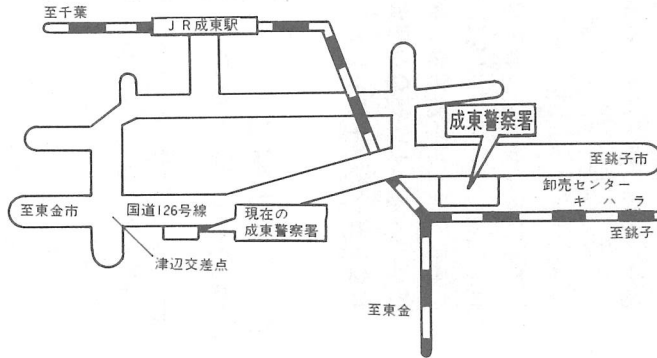 至千葉
JR成東駅
成東警察署
至銚子市
卸売センター
キハラ
至銚子
至東金市
国道126号線
現在の
成東警察署
津辺交差点
至東金